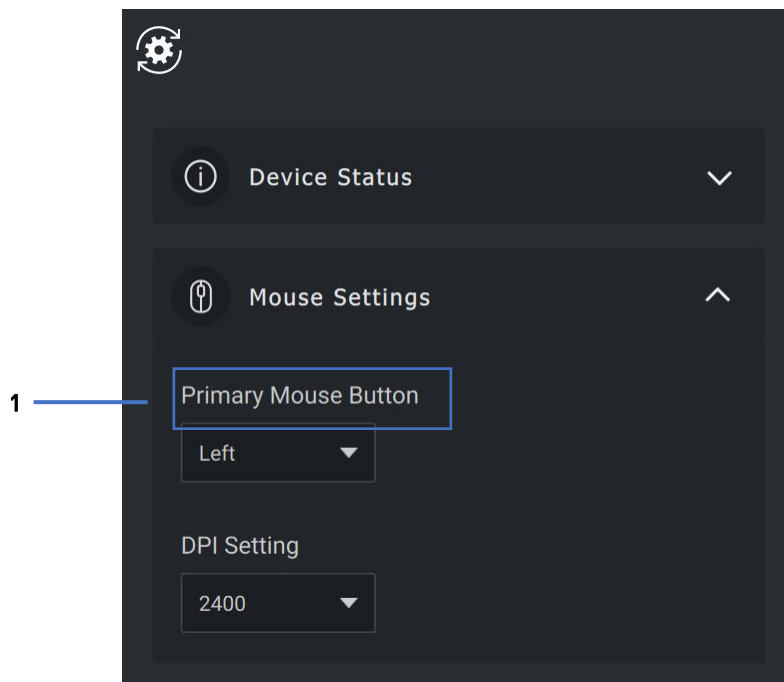 Device Status
Mouse Settings
1
Primary Mouse Button
Left
DPI Setting
2400